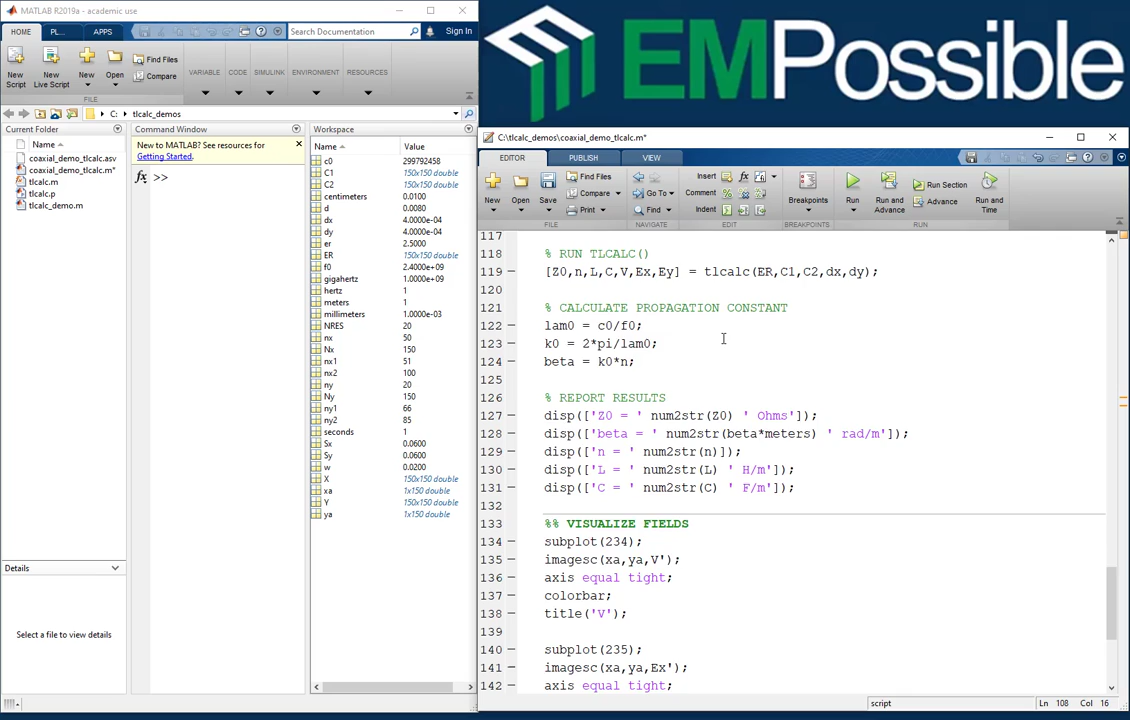 MATLAB R2019a - academic use
HOME
PL...
APPS
Search Documentation
Sign In
New
Script
New
Live Script
New
Open
Find Files
Compare
VARIABLE
CODE
SIMULINK
ENVIRONMENT
RESOURCES
FILE
C:
tlcalc_demos
Current Folder
Name
coaxial_demo_tlcalc.asv
coaxial_demo_tlcalc.m*
tlcalc.m
tlcalc.p
tlcalc_demo.m
Details
Select a file to view details
Command Window
New to MATLAB? See resources for
Getting Started.
fx >>
Workspace
Name Value
c0 299792458
C1 150x150 double
C2 150x150 double
centimeters 0.0100
d 0.0080
dx 4.0000e-04
dy 4.0000e-04
er 2.5000
ER 150x150 double
f0 2.4000e+09
gigahertz 1.0000e+09
hertz 1
meters 1
millimeters 1.0000e-03
NRES 20
nx 50
Nx 150
nx1 51
nx2 100
ny 20
Ny 150
ny1 66
ny2 85
seconds 1
Sx 0.0600
Sy 0.0600
w 0.0200
X 150x150 double
xa 1x150 double
Y 150x150 double
ya 1x150 double
EMPossible
C:\tlcalc_demos\coaxial_demo_tlcalc.m*
EDITOR
PUBLISH
VIEW
New
Open
Save
Find Files
Compare
Print
Go To
Find
Insert
Comment
Indent
Breakpoints
Run
Run and
Advance
Run Section
Advance
Run and
Time
FILE
NAVIGATE
EDIT
BREAKPOINTS
RUN
117
118 % RUN TLCALC()
119 [Z0,n,L,C,V,Ex,Ey] = tlcalc(ER,C1,C2,dx,dy);
120
121 % CALCULATE PROPAGATION CONSTANT
122 lam0 = c0/f0;
123 k0 = 2*pi/lam0;
124 beta = k0*n;
125
126 % REPORT RESULTS
127 disp(['Z0 = ' num2str(Z0) ' Ohms']);
128 disp(['beta = ' num2str(beta*meters) ' rad/m']);
129 disp(['n = ' num2str(n)]);
130 disp(['L = ' num2str(L) ' H/m']);
131 disp(['C = ' num2str(C) ' F/m']);
132
133 %% VISUALIZE FIELDS
134 subplot(234);
135 imagesc(xa,ya,V');
136 axis equal tight;
137 colorbar;
138 title('V');
139
140 subplot(235);
141 imagesc(xa,ya,Ex');
142 axis equal tight;
script
Ln 108 Col 16